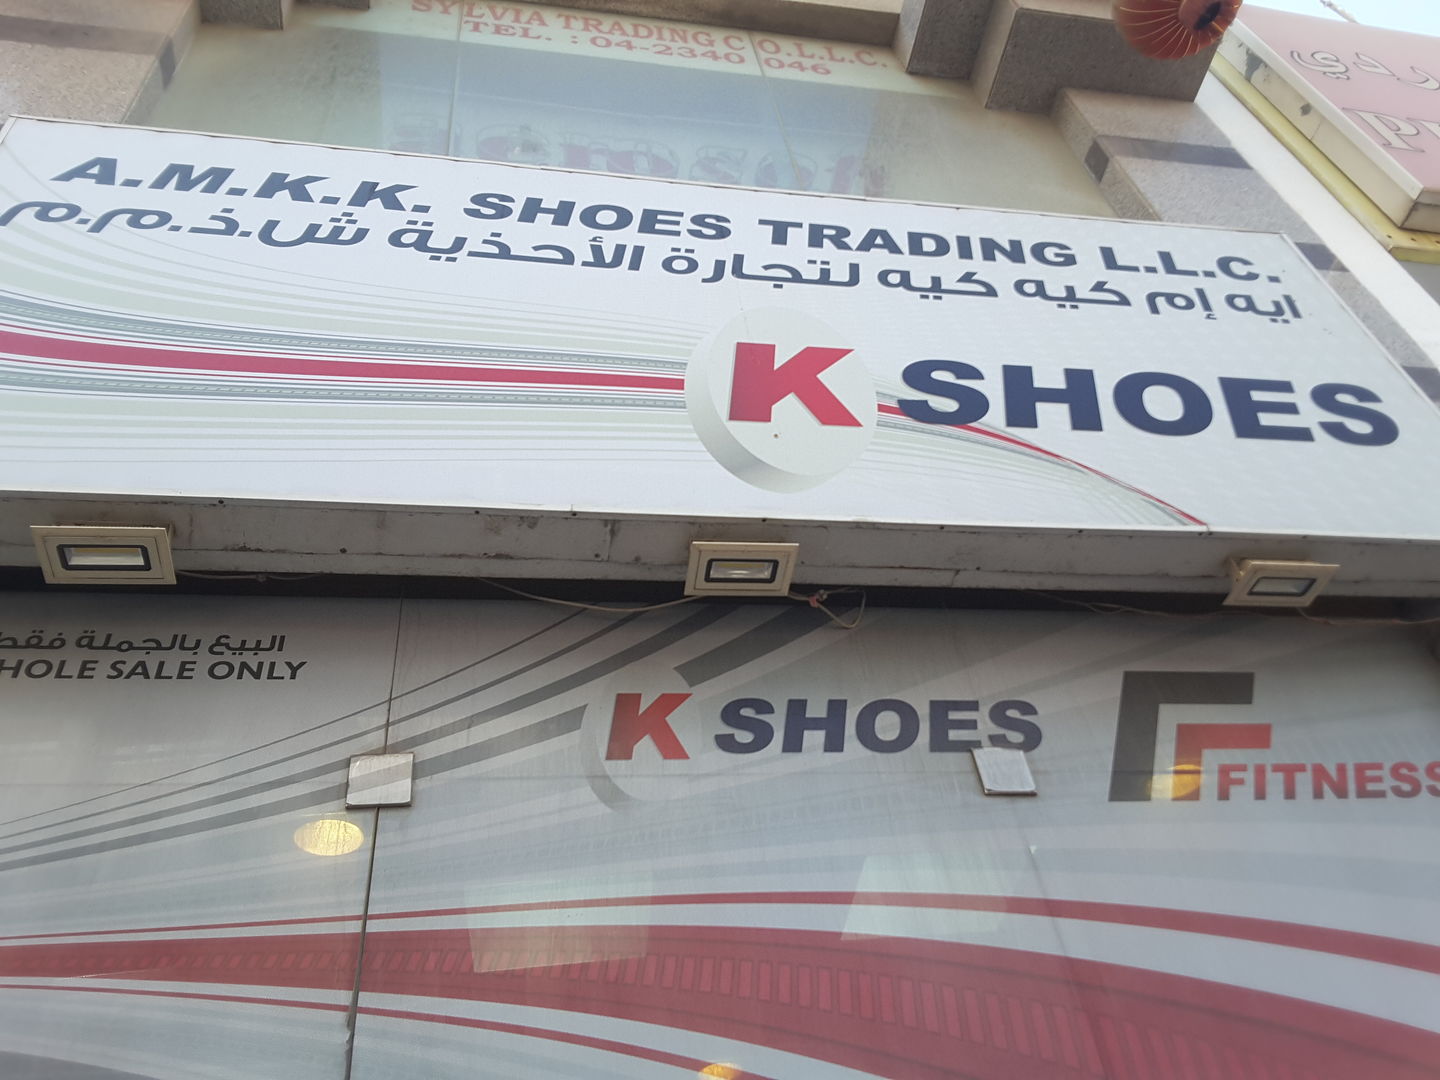 SYLVIA TRADING CO.L.L.C.
TEL. : 04-2340 046
A.M.K.K. SHOES TRADING L.L.C.
ايه إم كيه كيه لتجارة الأحذية ش.ذ.م.م
K SHOES
البيع بالجملة فقط
HOLE SALE ONLY
K SHOES
FITNESS